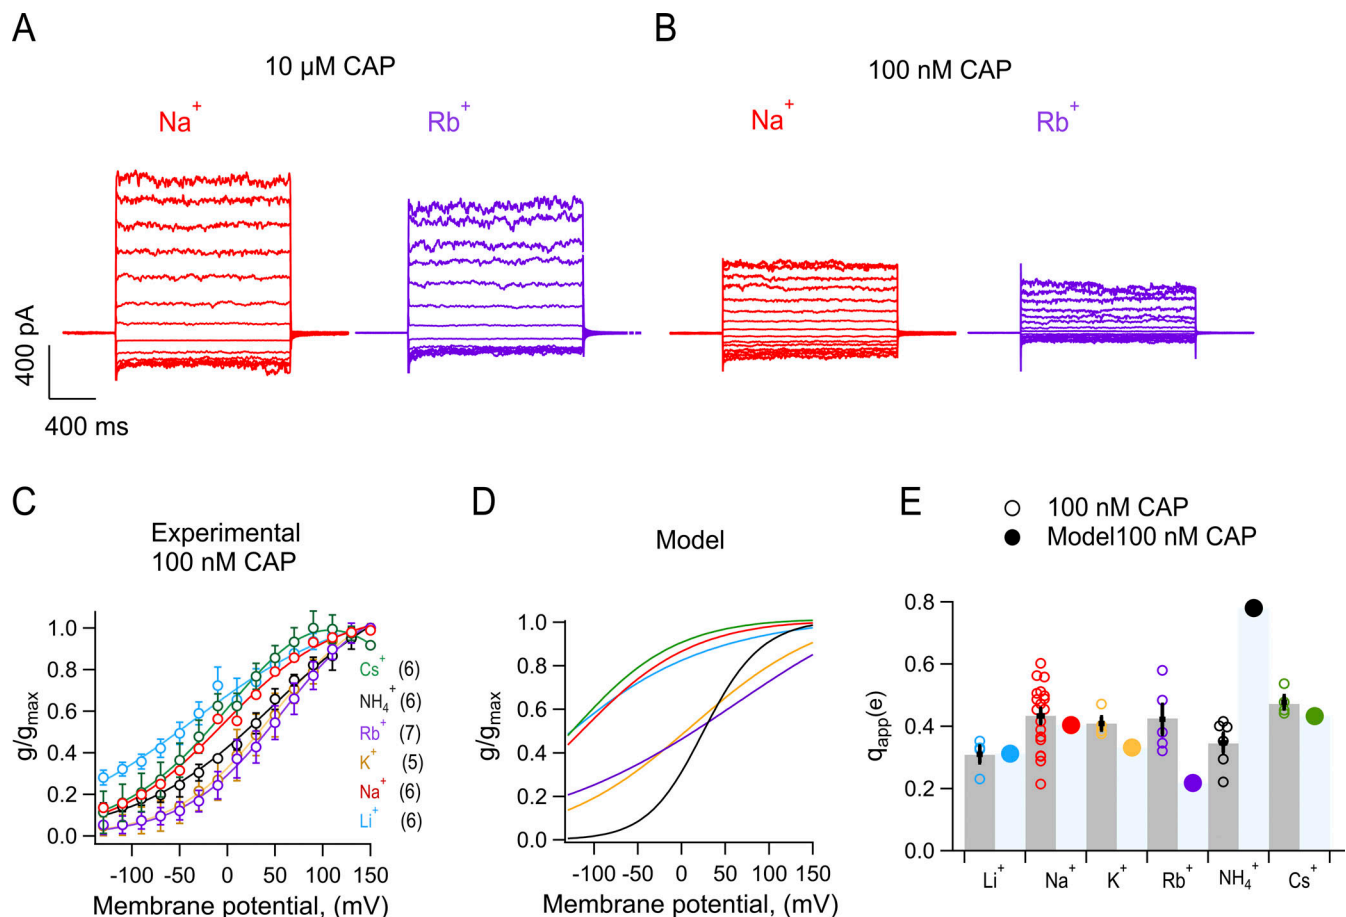 A
B
10 µM CAP
100 nM CAP
Na+
Rb+
Na+
Rb+
400 pA
400 ms
C
D
E
Experimental
100 nM CAP
Model
100 nM CAP
Model100 nM CAP
g/gmax
1.0
0.8
0.6
0.4
0.2
0.0
Cs+ (6)
NH4+ (6)
Rb+ (7)
K+ (5)
Na+ (6)
Li+ (6)
-100 -50 0 50 100 150
Membrane potential, (mV)
g/gmax
1.0
0.8
0.6
0.4
0.2
0.0
-100 -50 0 50 100 150
Membrane potential, (mV)
qapp(e)
0.8
0.6
0.4
0.2
0.0
Li+ Na+ K+ Rb+ NH4+ Cs+